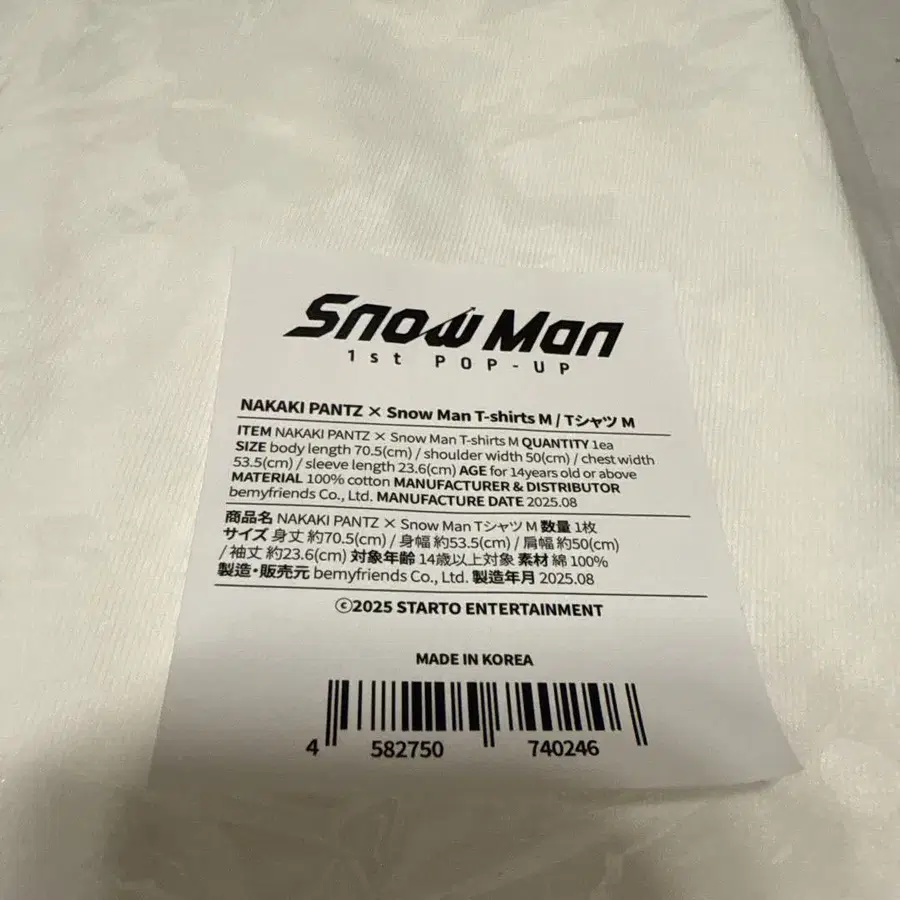 Snow Man
1st POP-UP
NAKAKI PANTZ × Snow Man T-shirts M / Tシャツ M
ITEM NAKAKI PANTZ × Snow Man T-shirts M QUANTITY 1ea
SIZE body length 70.5(cm) / shoulder width 50(cm) / chest width
53.5(cm) / sleeve length 23.6(cm) AGE for 14years old or above
MATERIAL 100% cotton MANUFACTURER & DISTRIBUTOR
bemyfriends Co., Ltd. MANUFACTURE DATE 2025.08
商品名 NAKAKI PANTZ × Snow Man Tシャツ M 数量 1枚
サイズ 身丈 約70.5(cm) / 身幅 約53.5(cm) / 肩幅 約50(cm)
/ 袖丈 約23.6(cm) 対象年齢 14歳以上対象 素材 綿 100%
製造・販売元 bemyfriends Co., Ltd. 製造年月 2025.08
©2025 STARTO ENTERTAINMENT
MADE IN KOREA
4 582750 740246